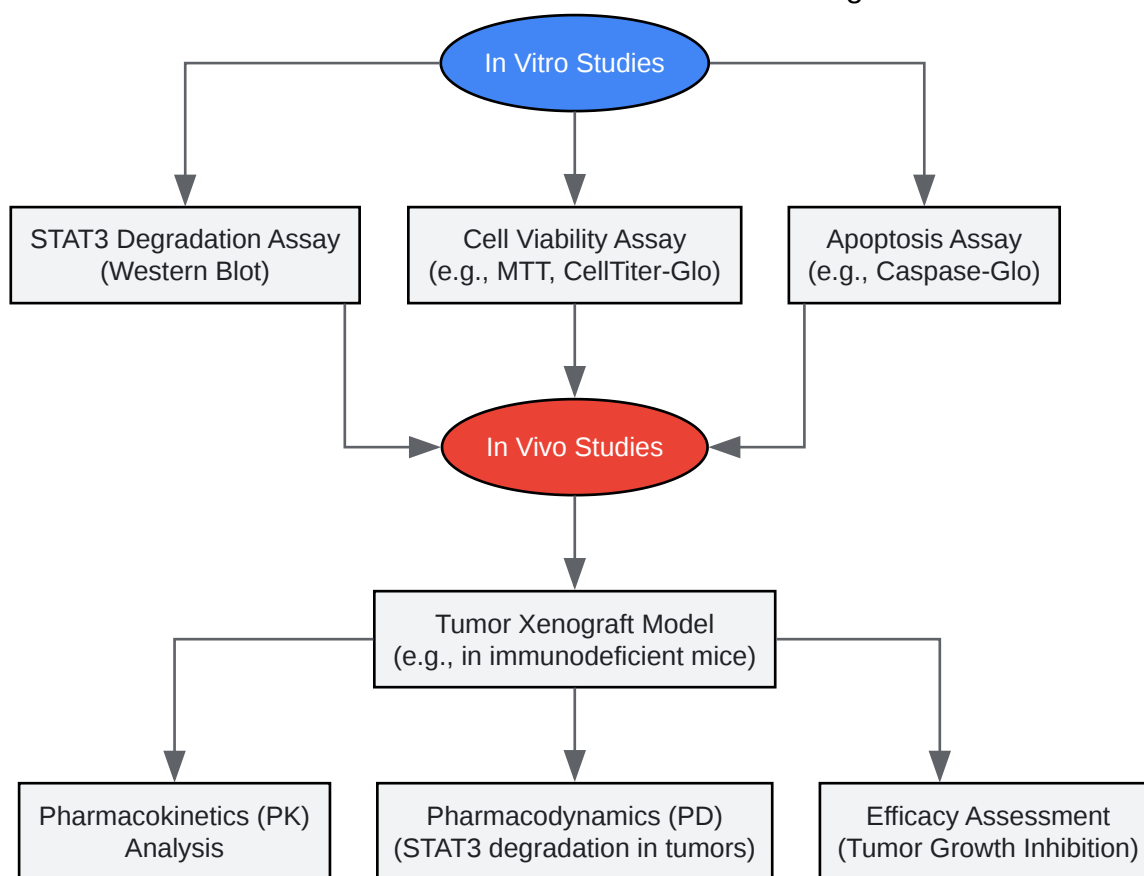 In Vitro Studies
STAT3 Degradation Assay
(Western Blot)
Cell Viability Assay
(e.g., MTT, CellTiter-Glo)
Apoptosis Assay
(e.g., Caspase-Glo)
In Vivo Studies
Tumor Xenograft Model
(e.g., in immunodeficient mice)
Pharmacokinetics (PK)
Analysis
Pharmacodynamics (PD)
(STAT3 degradation in tumors)
Efficacy Assessment
(Tumor Growth Inhibition)